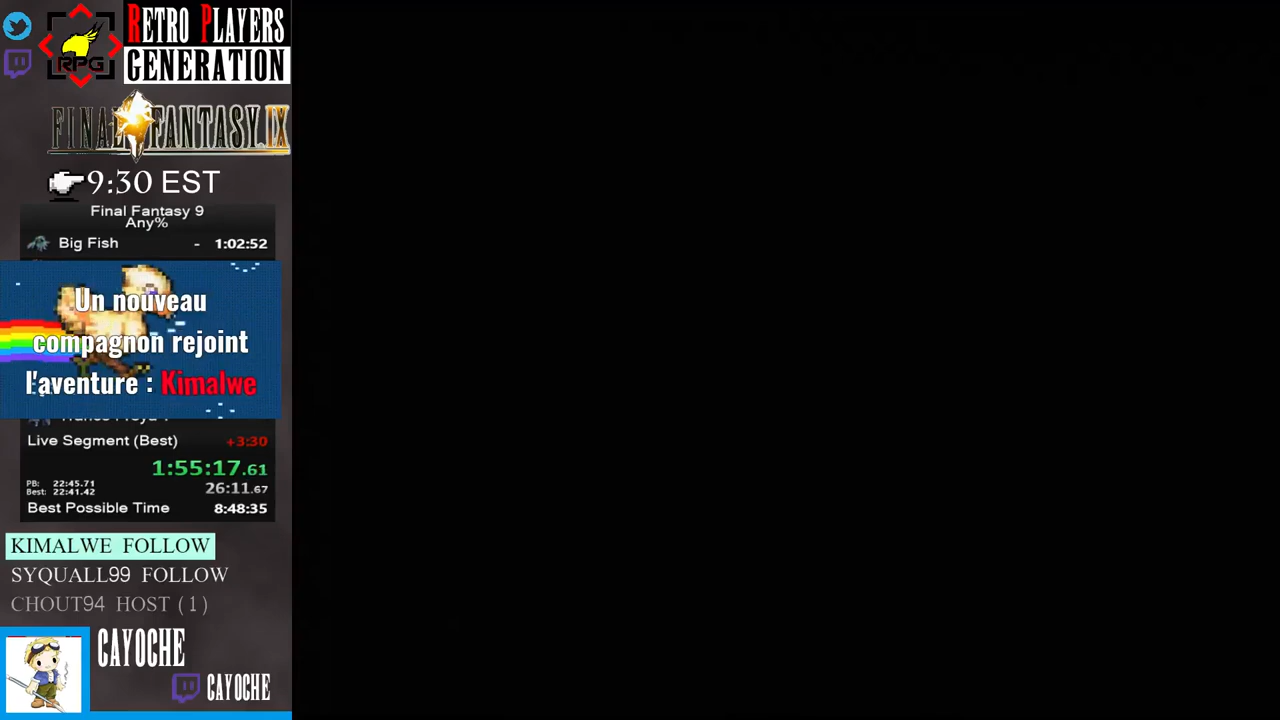 RETRO PLAYERS
GENERATION
RPG
FINAL FANTASY IX
9:30 EST
Final Fantasy 9
Any%
Big Fish - 1:02:52
Un nouveau
compagnon rejoint
l'aventure : Kimalwe
Live Segment (Best) +3:30
1:55:17.61
PB: 22:45.71
Best: 22:41.42
26:11.67
Best Possible Time 8:48:35
KIMALWE FOLLOW
SYQUALL99 FOLLOW
CHOUT94 HOST (1)
CAYOCHE
CAYOCHE